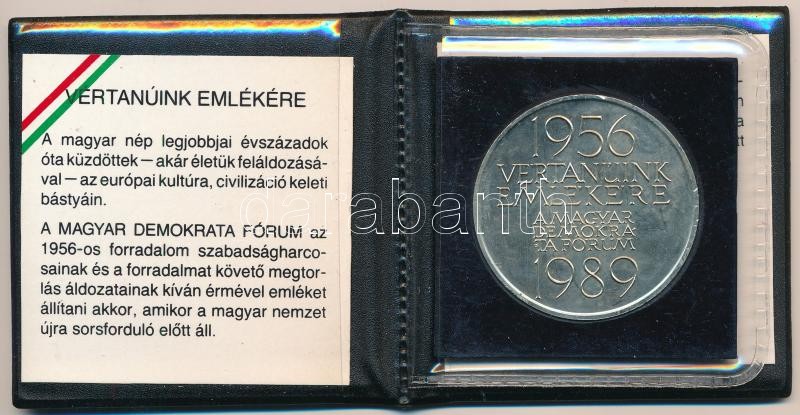 VÉRTANÚINK EMLÉKÉRE
A magyar nép legjobbjai évszázadok
óta küzdöttek — akár életük feláldozásá-
val — az európai kultúra, civilizáció keleti
bástyáin.
A MAGYAR DEMOKRATA FÓRUM az
1956-os forradalom szabadságharco-
sainak és a forradalmat követő megtor-
lás áldozatainak kíván érmével emléket
állítani akkor, amikor a magyar nemzet
újra sorsforduló előtt áll.
1956
VÉRTANÚINK
EMLÉKÉRE
A MAGYAR
DEMOKRA
TA FÓRUM
1989
darabanth